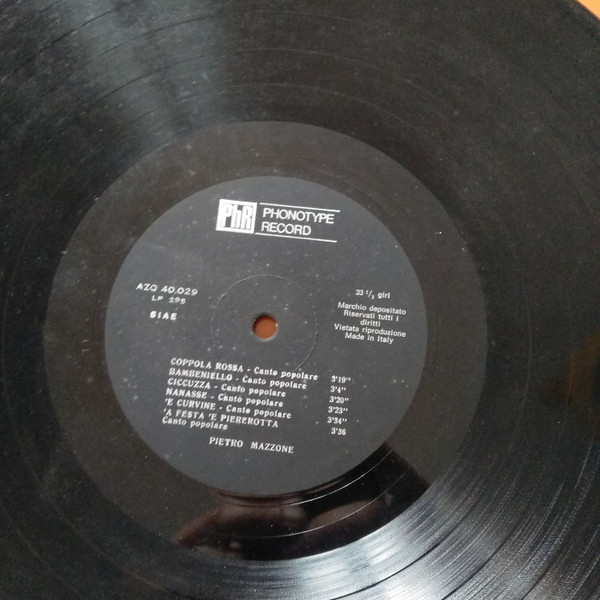 PhR PHONOTYPE
RECORD
AZQ 40.029
LP 295
SIAE
33 1/3 giri
Marchio depositato
Riservati tutti i
diritti
Vietata riproduzione
Made in Italy
COPPOLA ROSSA - Canto popolare 3'19"
BAMBENIELLO - Canto popolare 3'4"
CICCUZZA - Canto popolare 3'20"
NANASSE - Canto popolare 3'23"
'E CURVINE - Canto popolare 3'34"
'A FESTA 'E PIEREROTTA 3'36
Canto popolare
PIETRO MAZZONE